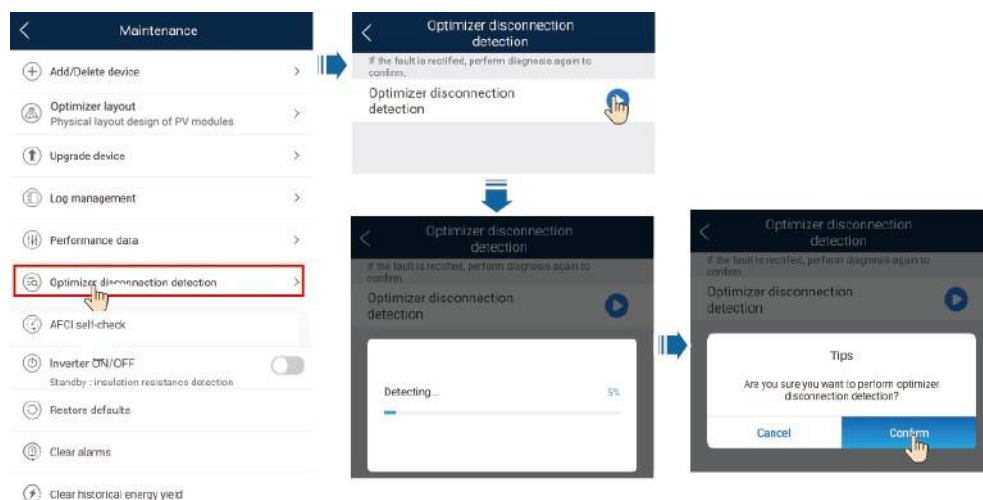 Maintenance
Add/Delete device
Optimizer layout
Physical layout design of PV modules
Upgrade device
Log management
Performance data
Optimizer disconnection detection
AFCI self-check
Inverter ON/OFF
Standby : insulation resistance detection
Restore defaults
Clear alarms
Clear historical energy yield
Optimizer disconnection
detection
If the fault is rectified, perform diagnosis again to
confirm.
Optimizer disconnection
detection
Optimizer disconnection
detection
If the fault is rectified, perform diagnosis again to
confirm.
Optimizer disconnection
detection
Detecting...
5%
Optimizer disconnection
detection
If the fault is rectified, perform diagnosis again to
confirm.
Optimizer disconnection
detection
Tips
Are you sure you want to perform optimizer
disconnection detection?
Cancel
Confirm